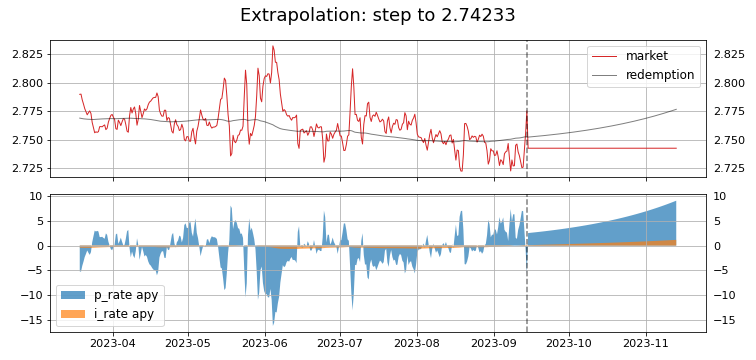 Extrapolation: step to 2.74233
2.825 2.825
2.800 2.800
2.775 2.775
2.750 2.750
2.725 2.725
market
redemption
10 10
5 5
0 0
−5 −5
−10 −10
−15 −15
p_rate apy
i_rate apy
2023-04 2023-05 2023-06 2023-07 2023-08 2023-09 2023-10 2023-11